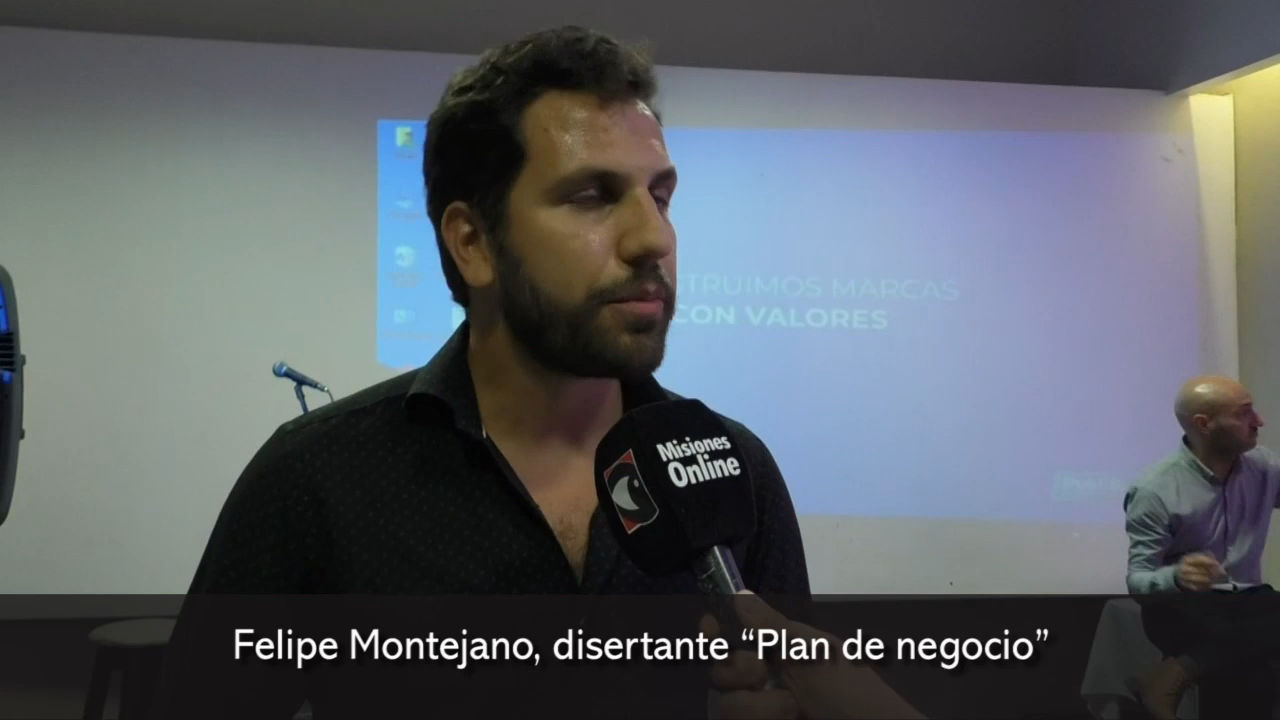 TRUIMOS MARCAS
CON VALORES
Misiones
Online
Felipe Montejano, disertante “Plan de negocio”